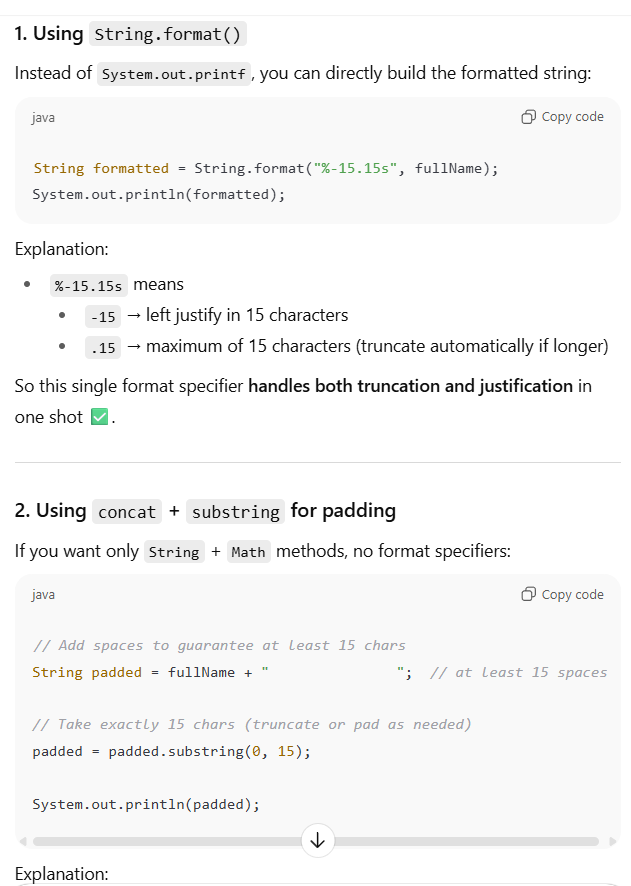 1. Using String.format()
Instead of System.out.printf, you can directly build the formatted string:
java
Copy code
String formatted = String.format("%-15.15s", fullName);
System.out.println(formatted);
Explanation:
• %-15.15s means
• -15 → left justify in 15 characters
• .15 → maximum of 15 characters (truncate automatically if longer)
So this single format specifier handles both truncation and justification in
one shot ✅.
2. Using concat + substring for padding
If you want only String + Math methods, no format specifiers:
java
Copy code
// Add spaces to guarantee at least 15 chars
String padded = fullName + "               "; // at least 15 spaces
// Take exactly 15 chars (truncate or pad as needed)
padded = padded.substring(0, 15);
System.out.println(padded);
Explanation: